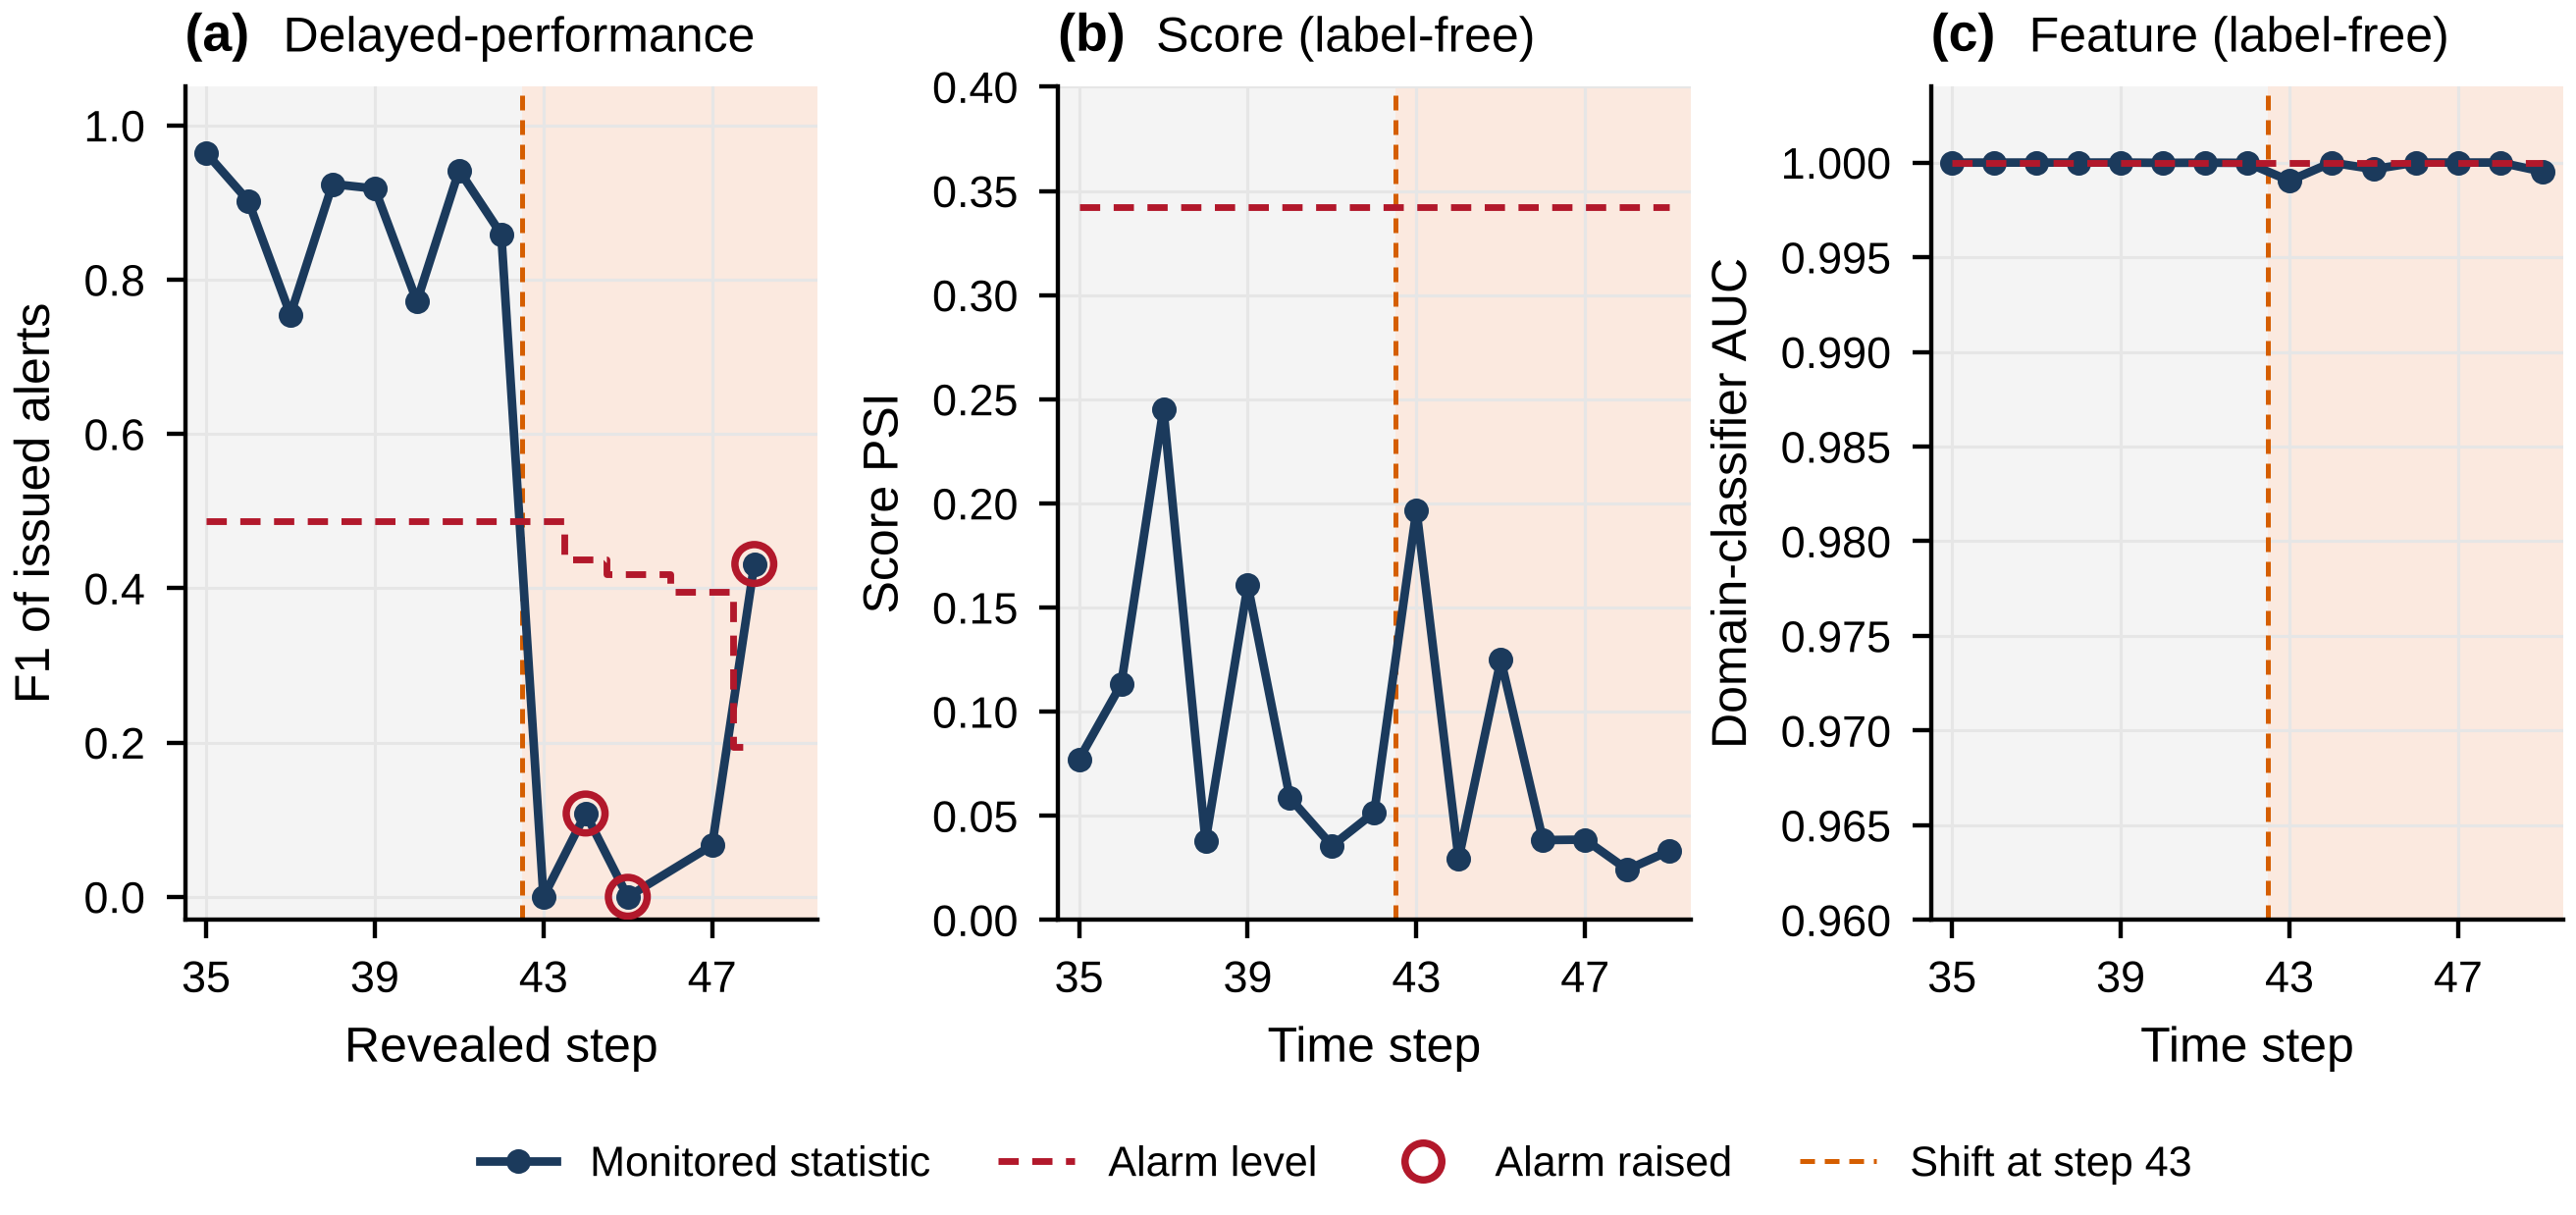 (a) Delayed-performance
F1 of issued alerts
1.0
0.8
0.6
0.4
0.2
0.0
35 39 43 47
Revealed step
(b) Score (label-free)
Score PSI
0.40
0.35
0.30
0.25
0.20
0.15
0.10
0.05
0.00
35 39 43 47
Time step
(c) Feature (label-free)
Domain-classifier AUC
1.000
0.995
0.990
0.985
0.980
0.975
0.970
0.965
0.960
35 39 43 47
Time step
Monitored statistic Alarm level Alarm raised Shift at step 43